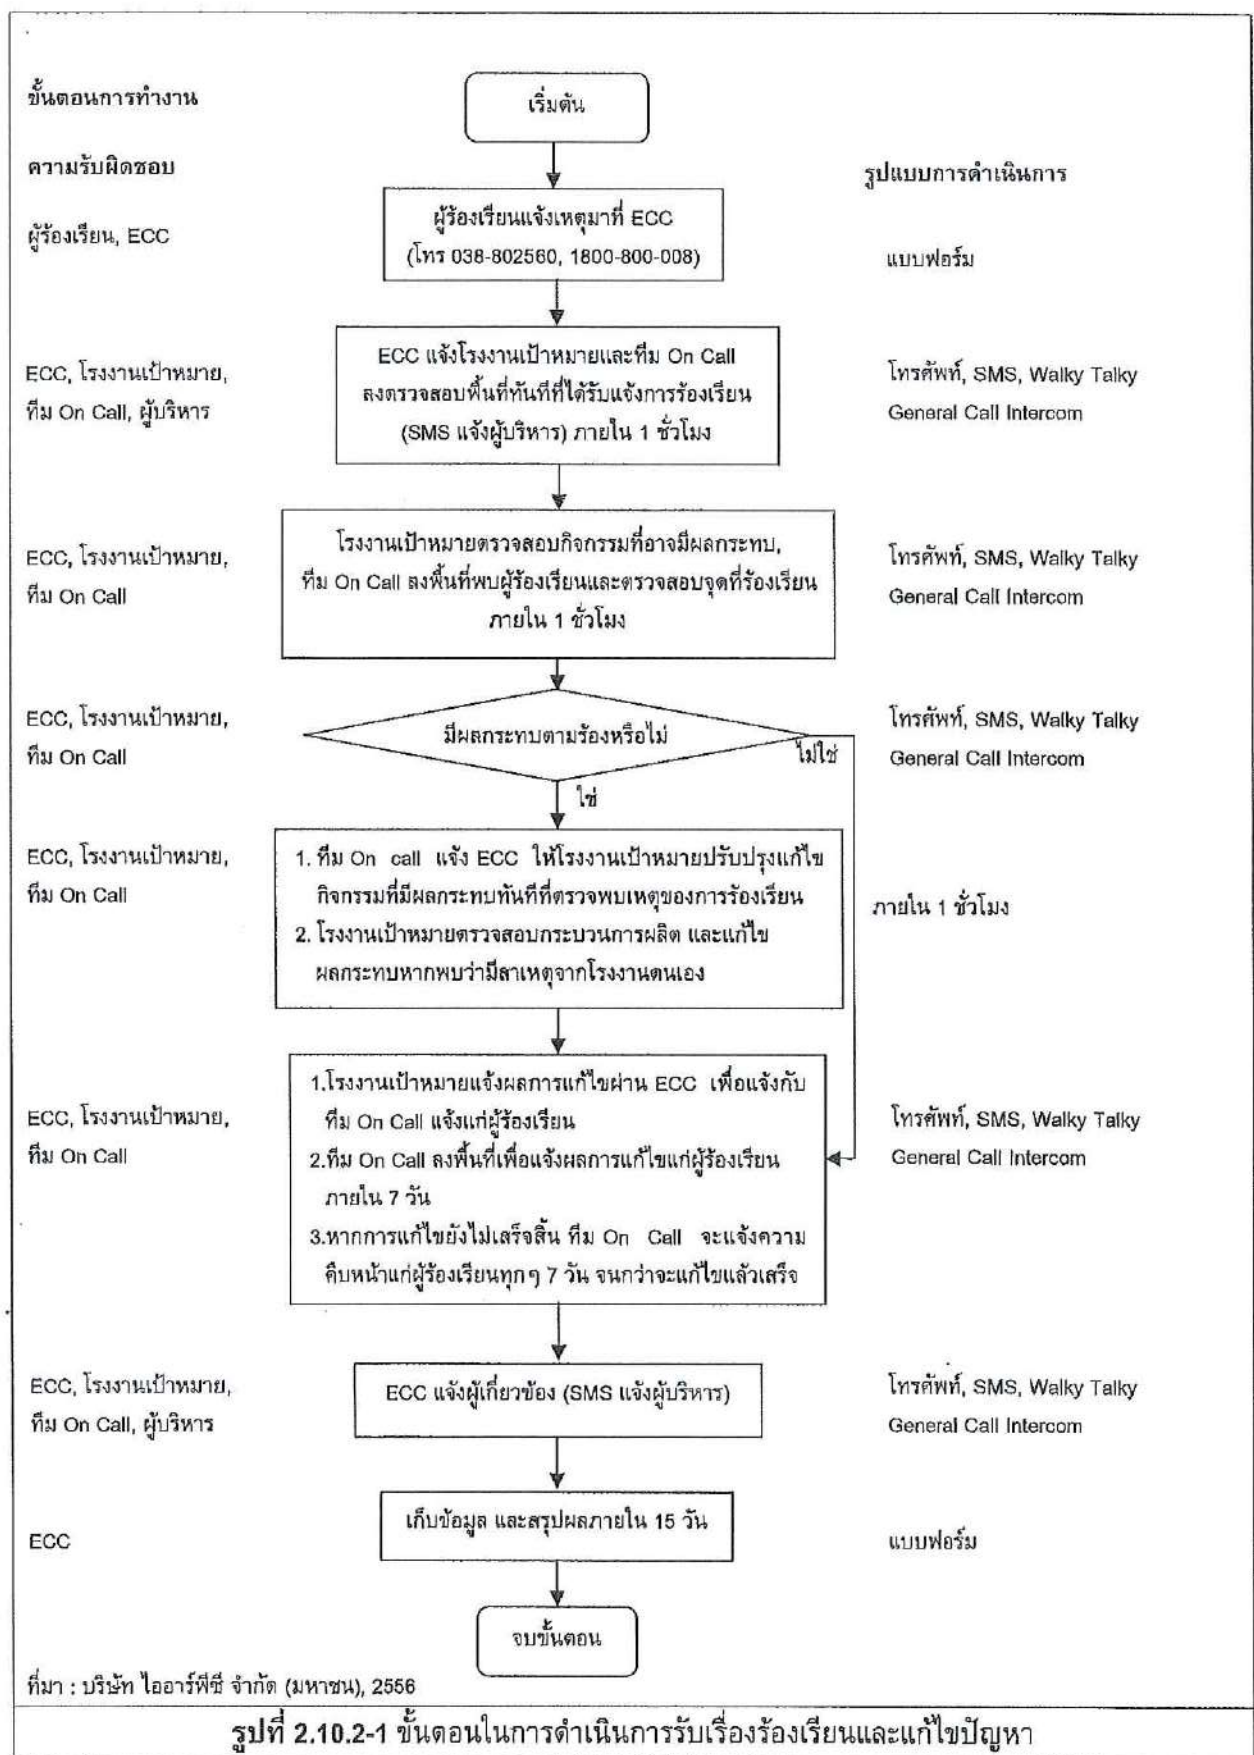 ขั้นตอนการทำงาน
เริ่มต้น
ความรับผิดชอบ
รูปแบบการดำเนินการ
ผู้ร้องเรียน, ECC
ผู้ร้องเรียนแจ้งเหตุมาที่ ECC
(โทร 038-802560, 1800-800-008)
แบบฟอร์ม
ECC, โรงงานเป้าหมาย,
ทีม On Call, ผู้บริหาร
ECC แจ้งโรงงานเป้าหมายและทีม On Call
ลงตรวจสอบพื้นที่ทันทีที่ได้รับแจ้งการร้องเรียน
(SMS แจ้งผู้บริหาร) ภายใน 1 ชั่วโมง
โทรศัพท์, SMS, Walky Talky
General Call Intercom
ECC, โรงงานเป้าหมาย,
ทีม On Call
โรงงานเป้าหมายตรวจสอบกิจกรรมที่อาจมีผลกระทบ,
ทีม On Call ลงพื้นที่พบผู้ร้องเรียนและตรวจสอบจุดที่ร้องเรียน
ภายใน 1 ชั่วโมง
โทรศัพท์, SMS, Walky Talky
General Call Intercom
ECC, โรงงานเป้าหมาย,
ทีม On Call
มีผลกระทบตามร้องหรือไม่
ไม่ใช่
ใช่
โทรศัพท์, SMS, Walky Talky
General Call Intercom
ECC, โรงงานเป้าหมาย,
ทีม On Call
1. ทีม On call แจ้ง ECC ให้โรงงานเป้าหมายปรับปรุงแก้ไข
กิจกรรมที่มีผลกระทบทันทีที่ตรวจพบเหตุของการร้องเรียน
2. โรงงานเป้าหมายตรวจสอบกระบวนการผลิต และแก้ไข
ผลกระทบหากพบว่ามีสาเหตุจากโรงงานตนเอง
ภายใน 1 ชั่วโมง
ECC, โรงงานเป้าหมาย,
ทีม On Call
1.โรงงานเป้าหมายแจ้งผลการแก้ไขผ่าน ECC เพื่อแจ้งกับ
ทีม On Call แจ้งแก่ผู้ร้องเรียน
2.ทีม On Call ลงพื้นที่เพื่อแจ้งผลการแก้ไขแก่ผู้ร้องเรียน
ภายใน 7 วัน
3.หากการแก้ไขยังไม่เสร็จสิ้น ทีม On Call จะแจ้งความ
คืบหน้าแก่ผู้ร้องเรียนทุกๆ 7 วัน จนกว่าจะแก้ไขแล้วเสร็จ
โทรศัพท์, SMS, Walky Talky
General Call Intercom
ECC, โรงงานเป้าหมาย,
ทีม On Call, ผู้บริหาร
ECC แจ้งผู้เกี่ยวข้อง (SMS แจ้งผู้บริหาร)
โทรศัพท์, SMS, Walky Talky
General Call Intercom
ECC
เก็บข้อมูล และสรุปผลภายใน 15 วัน
แบบฟอร์ม
จบขั้นตอน
ที่มา : บริษัท ไออาร์พีซี จำกัด (มหาชน), 2556
รูปที่ 2.10.2-1 ขั้นตอนในการดำเนินการรับเรื่องร้องเรียนและแก้ไขปัญหา